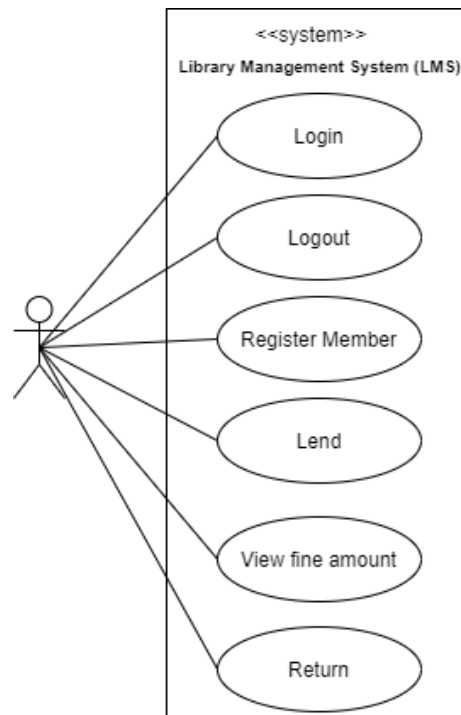 <<system>>
Library Management System (LMS)
Login
Logout
Register Member
Lend
View fine amount
Return